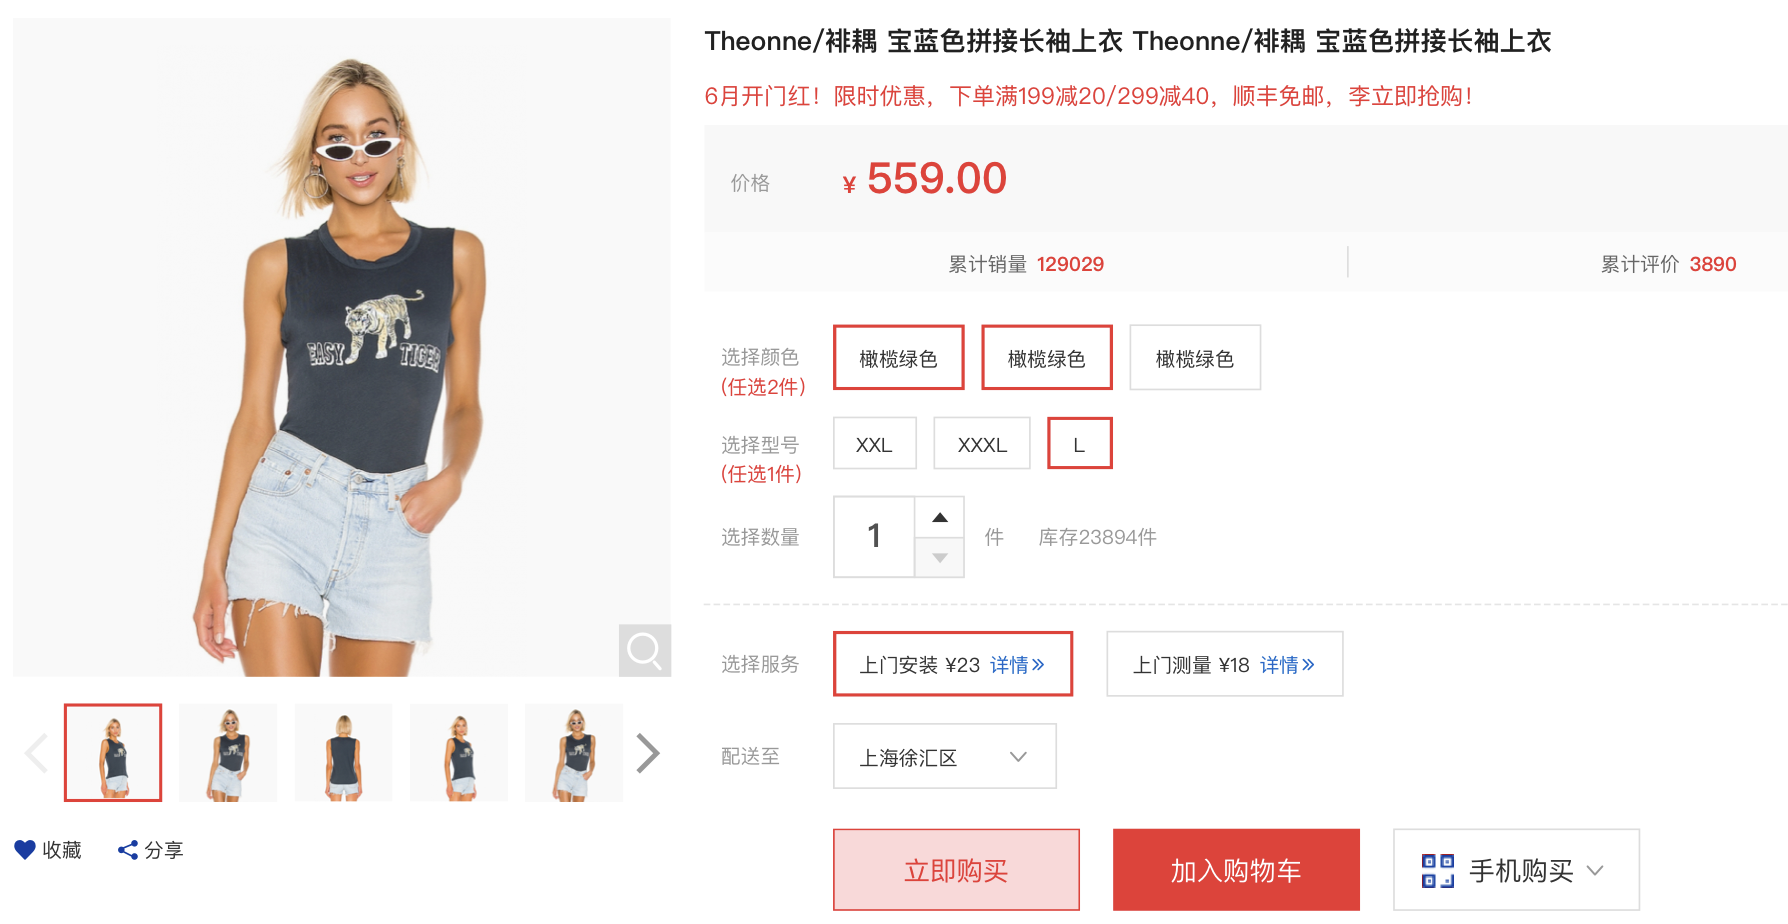 Theonne/褂耦 宝蓝色拼接长袖上衣 Theonne/褂耦 宝蓝色拼接长袖上衣
6月开门红！限时优惠，下单满199减20/299减40，顺丰免邮，李立即抢购！
价格 ¥ 559.00
累计销量 129029 累计评价 3890
EASY TIGER
选择颜色 橄榄绿色 橄榄绿色 橄榄绿色
(任选2件)
选择型号 XXL XXXL L
(任选1件)
选择数量 1 件 库存23894件
选择服务 上门安装 ¥23 详情 上门测量 ¥18 详情
配送至 上海徐汇区
收藏 分享
立即购买 加入购物车 手机购买